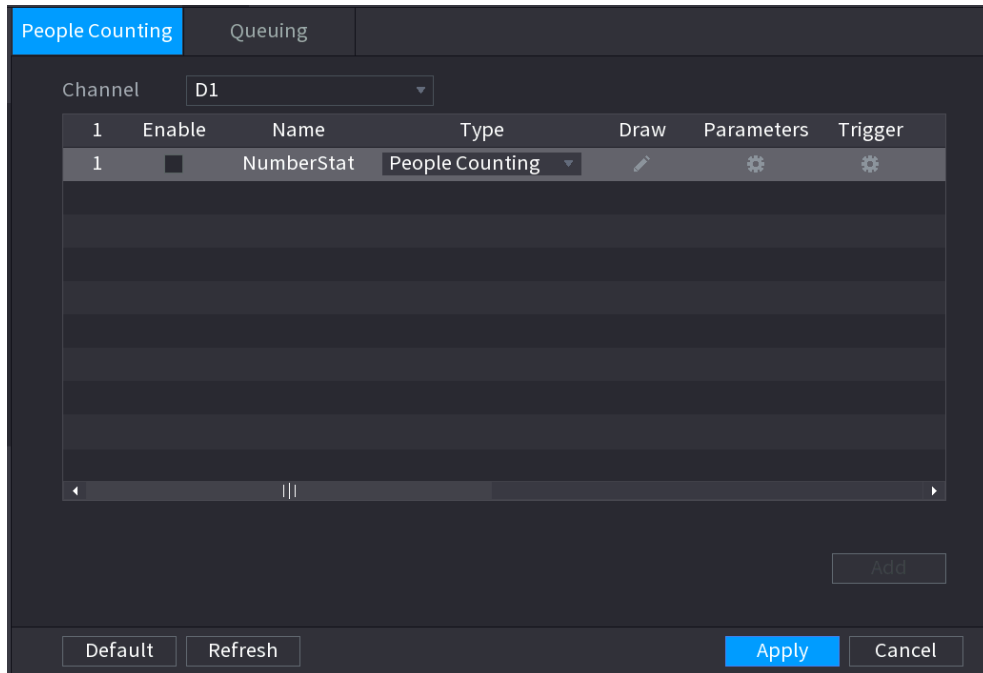 People Counting Queuing
Channel D1
1 Enable Name Type Draw Parameters Trigger
1 NumberStat People Counting
Add
Default Refresh Apply Cancel